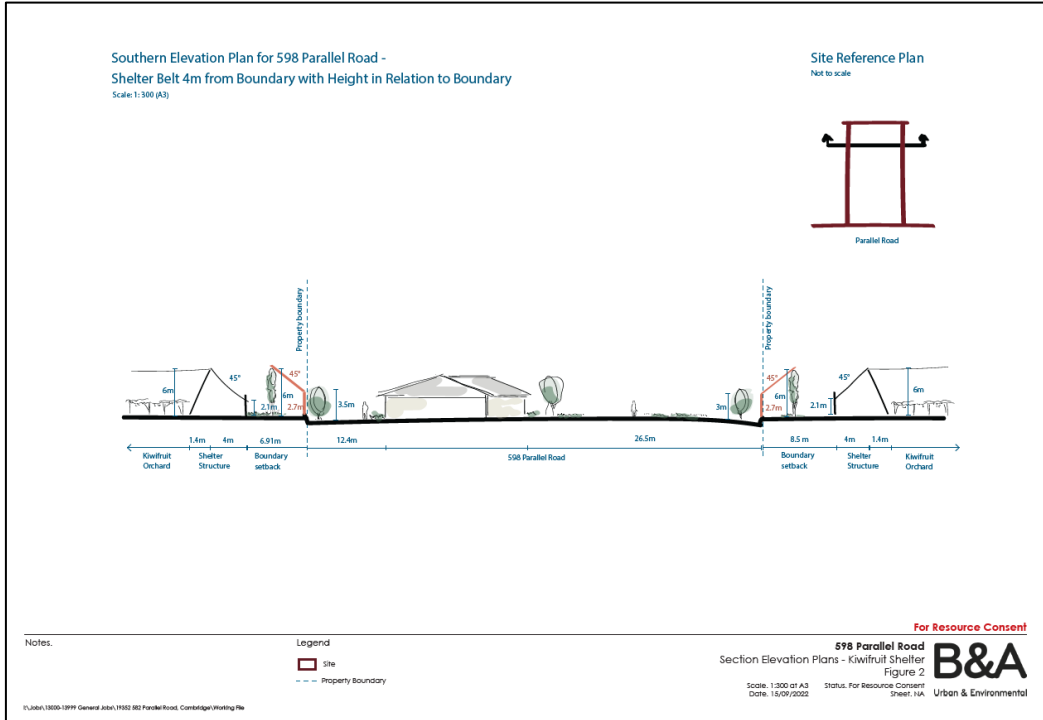 Southern Elevation Plan for 598 Parallel Road -
Shelter Belt 4m from Boundary with Height in Relation to Boundary
Scale: 1: 300 (A3)
Site Reference Plan
Not to scale
Parallel Road
Property boundary
Property boundary
45°
45°
6m
6m
2.1m
2.7m
3.5m
3m
45°
6m
2.7m
2.1m
45°
6m
1.4m
4m
6.91m
12.4m
26.5m
8.5 m
4m
1.4m
Kiwifruit
Orchard
Shelter
Structure
Boundary
setback
598 Parallel Road
Boundary
setback
Shelter
Structure
Kiwifruit
Orchard
For Resource Consent
Notes.
Legend
Site
Property Boundary
598 Parallel Road
Section Elevation Plans - Kiwifruit Shelter
Figure 2
Scale. 1:300 at A3
Status. For Resource Consent
Date. 15/09/2022
Sheet. NA
B&A
Urban & Environmental